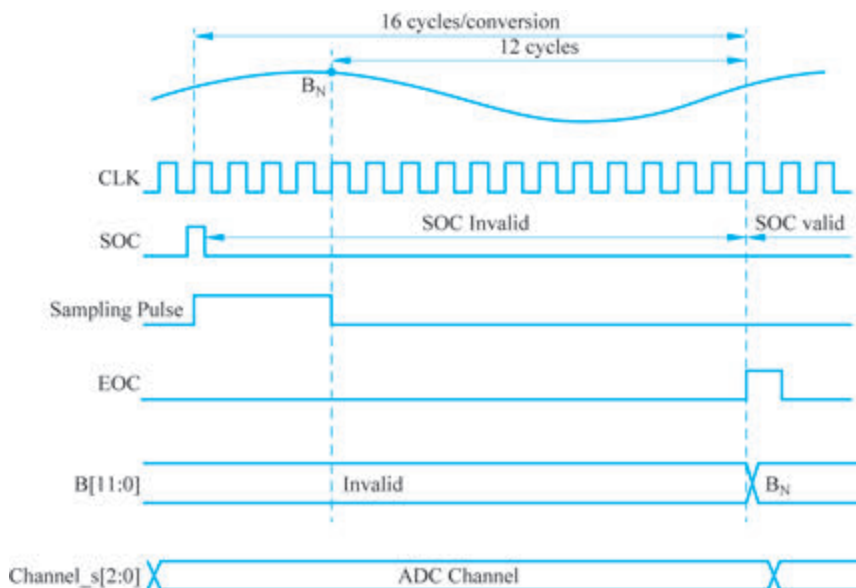 16 cycles/conversion
12 cycles
B_N
CLK
SOC
SOC Invalid
SOC valid
Sampling Pulse
EOC
B[11:0]
Invalid
B_N
Channel_s[2:0]
ADC Channel